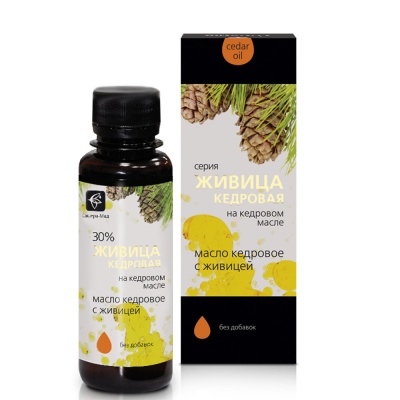 cedar
oil
серия
ЖИВИЦА
КЕДРОВАЯ
на кедровом
масле
масло кедровое
с живицей
без добавок
30%
ЖИВИЦА
КЕДРОВАЯ
на кедровом
масле
масло кедровое
с живицей
без добавок